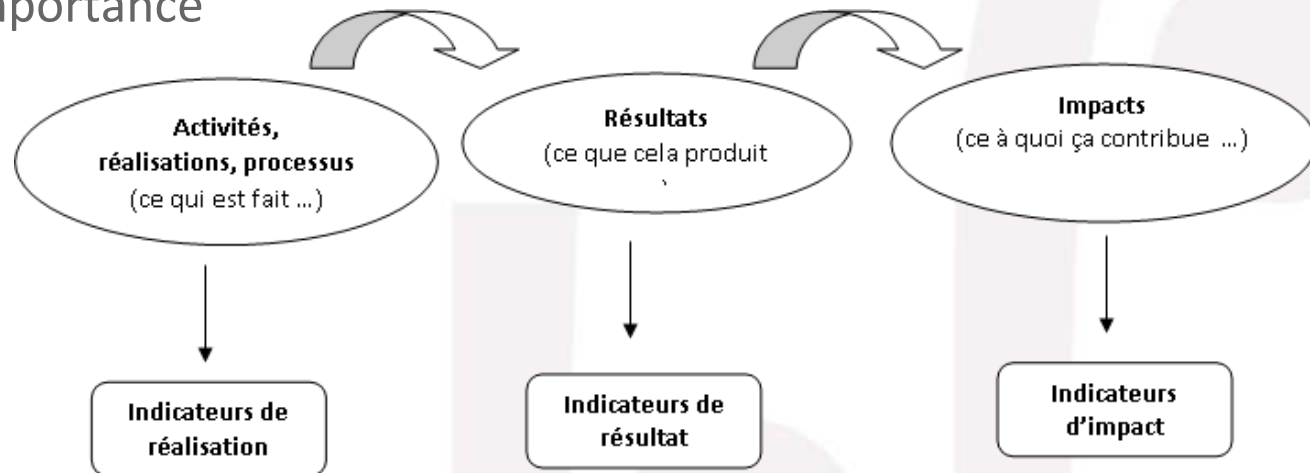 mportance
Activités,
réalisations, processus
(ce qui est fait ...)
Résultats
(ce que cela produit
Impacts
(ce à quoi ça contribue ...)
Indicateurs de
réalisation
Indicateurs de
résultat
Indicateurs
d'impact